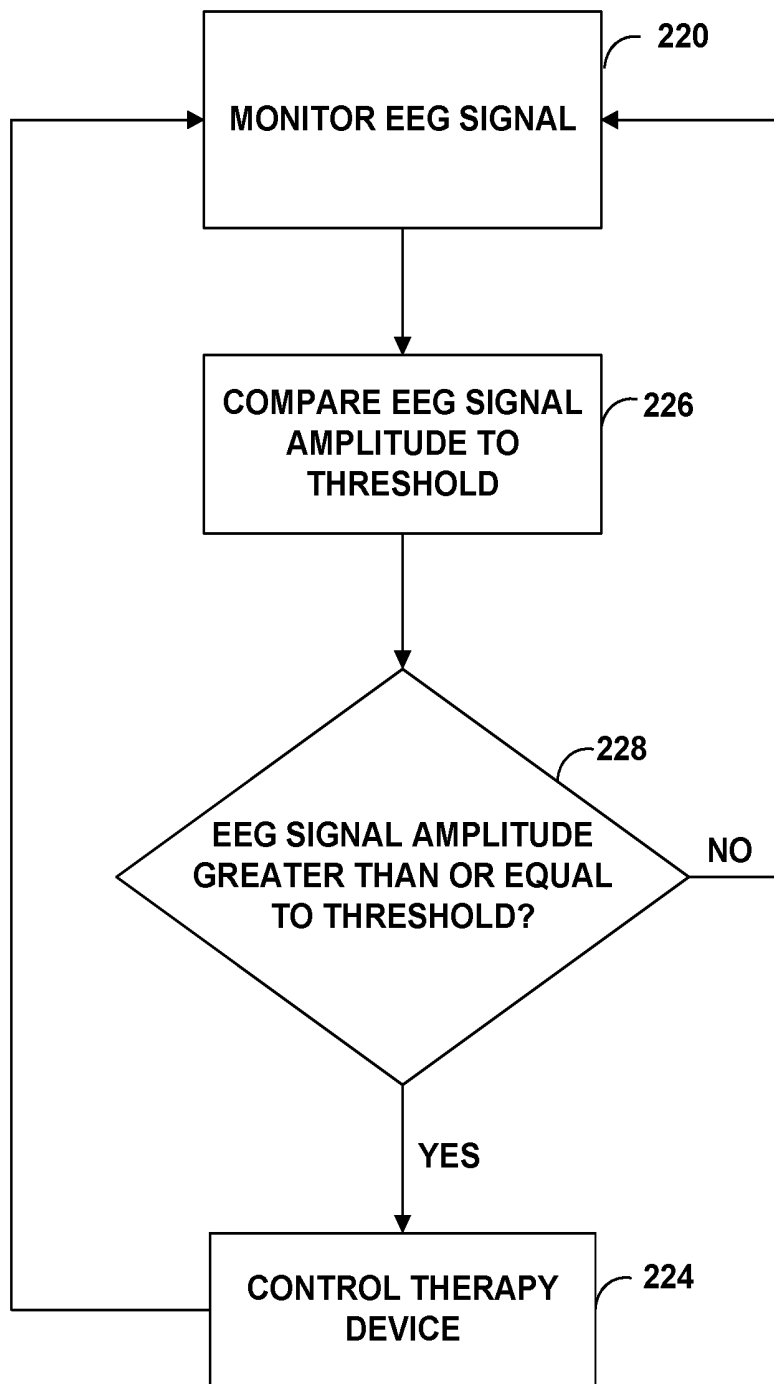 220
MONITOR EEG SIGNAL
COMPARE EEG SIGNAL
AMPLITUDE TO
THRESHOLD
226
228
EEG SIGNAL AMPLITUDE
GREATER THAN OR EQUAL
TO THRESHOLD?
NO
YES
CONTROL THERAPY
DEVICE
224